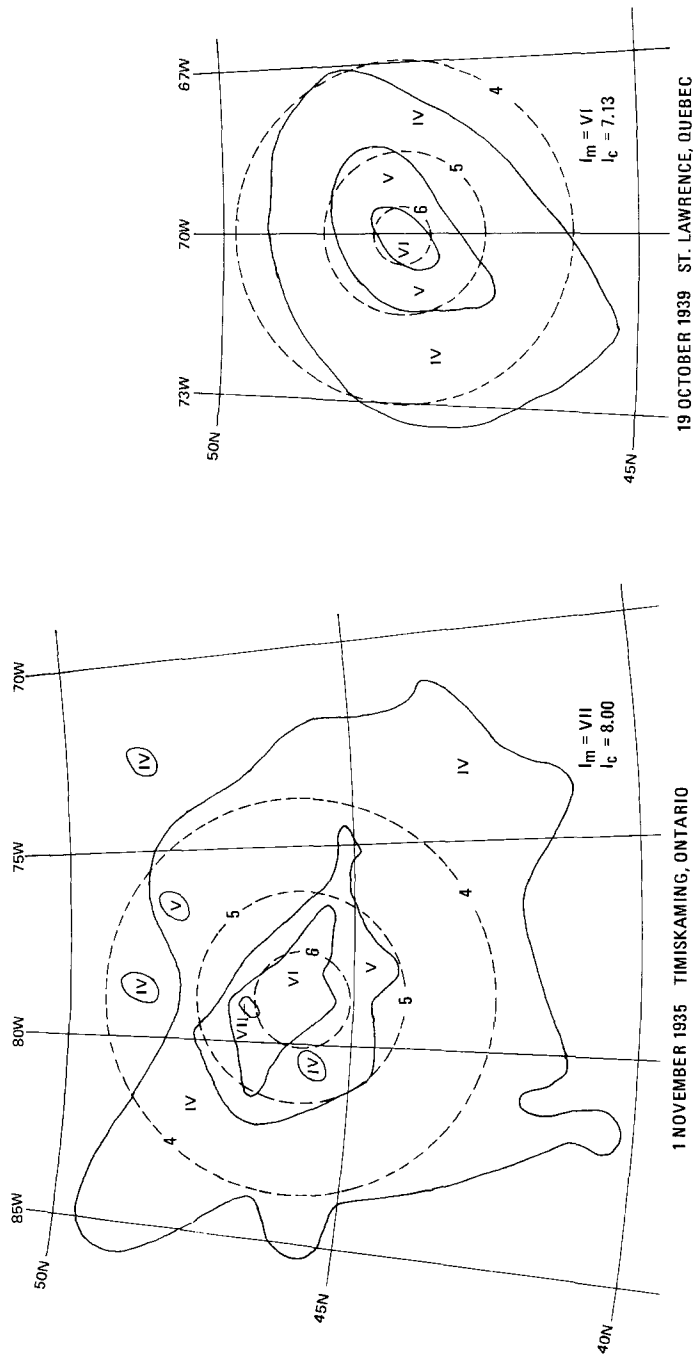 85W
80W
75W
70W
50N
45N
40N
IV
IV
V
IV
4
5
VII
VI
6
IV
V
5
4
IV
I_m = VII
I_c = 8.00
1 NOVEMBER 1935 TIMISKAMING, ONTARIO
73W
70W
67W
50N
45N
IV
V
VI
6
V
5
IV
4
I_m = VI
I_c = 7.13
19 OCTOBER 1939 ST. LAWRENCE, QUEBEC